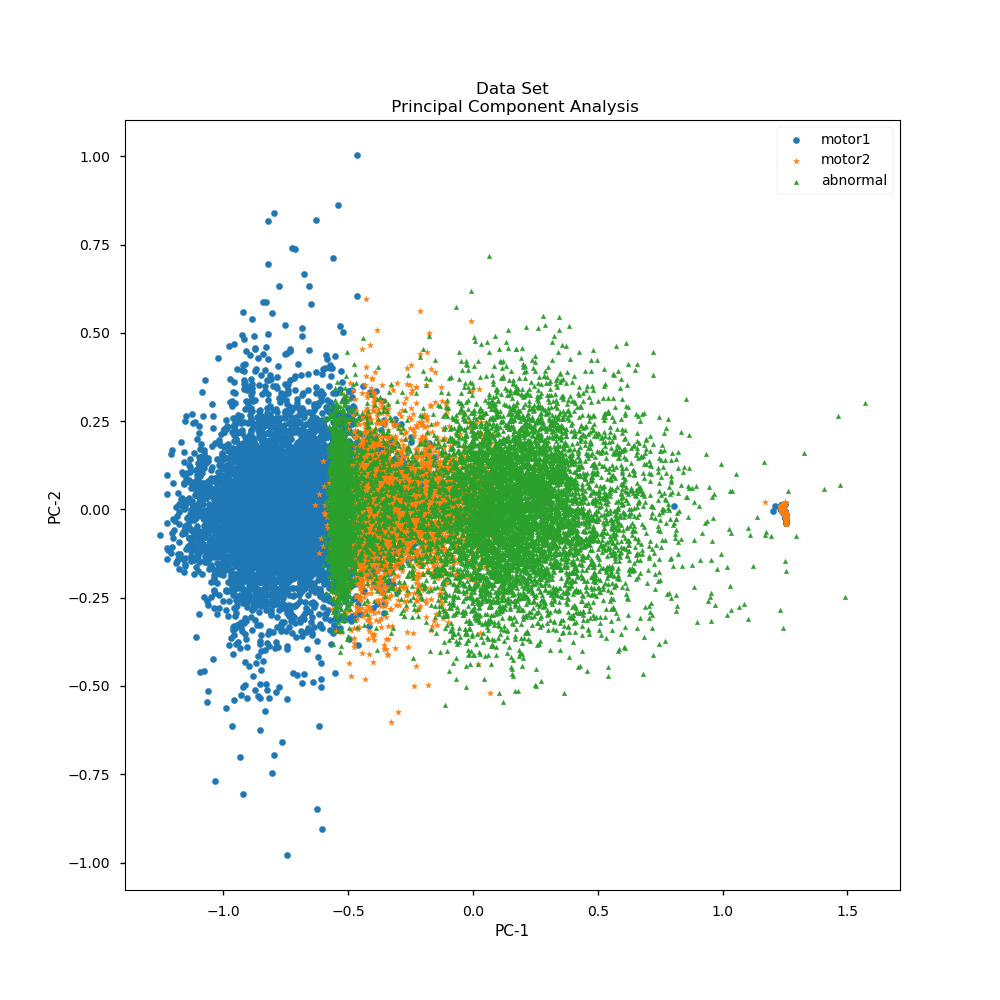 Data Set
Principal Component Analysis
motor1
motor2
abnormal
1.00
0.75
0.50
0.25
0.00
−0.25
−0.50
−0.75
−1.00
PC-2
−1.0
−0.5
0.0
0.5
1.0
1.5
PC-1